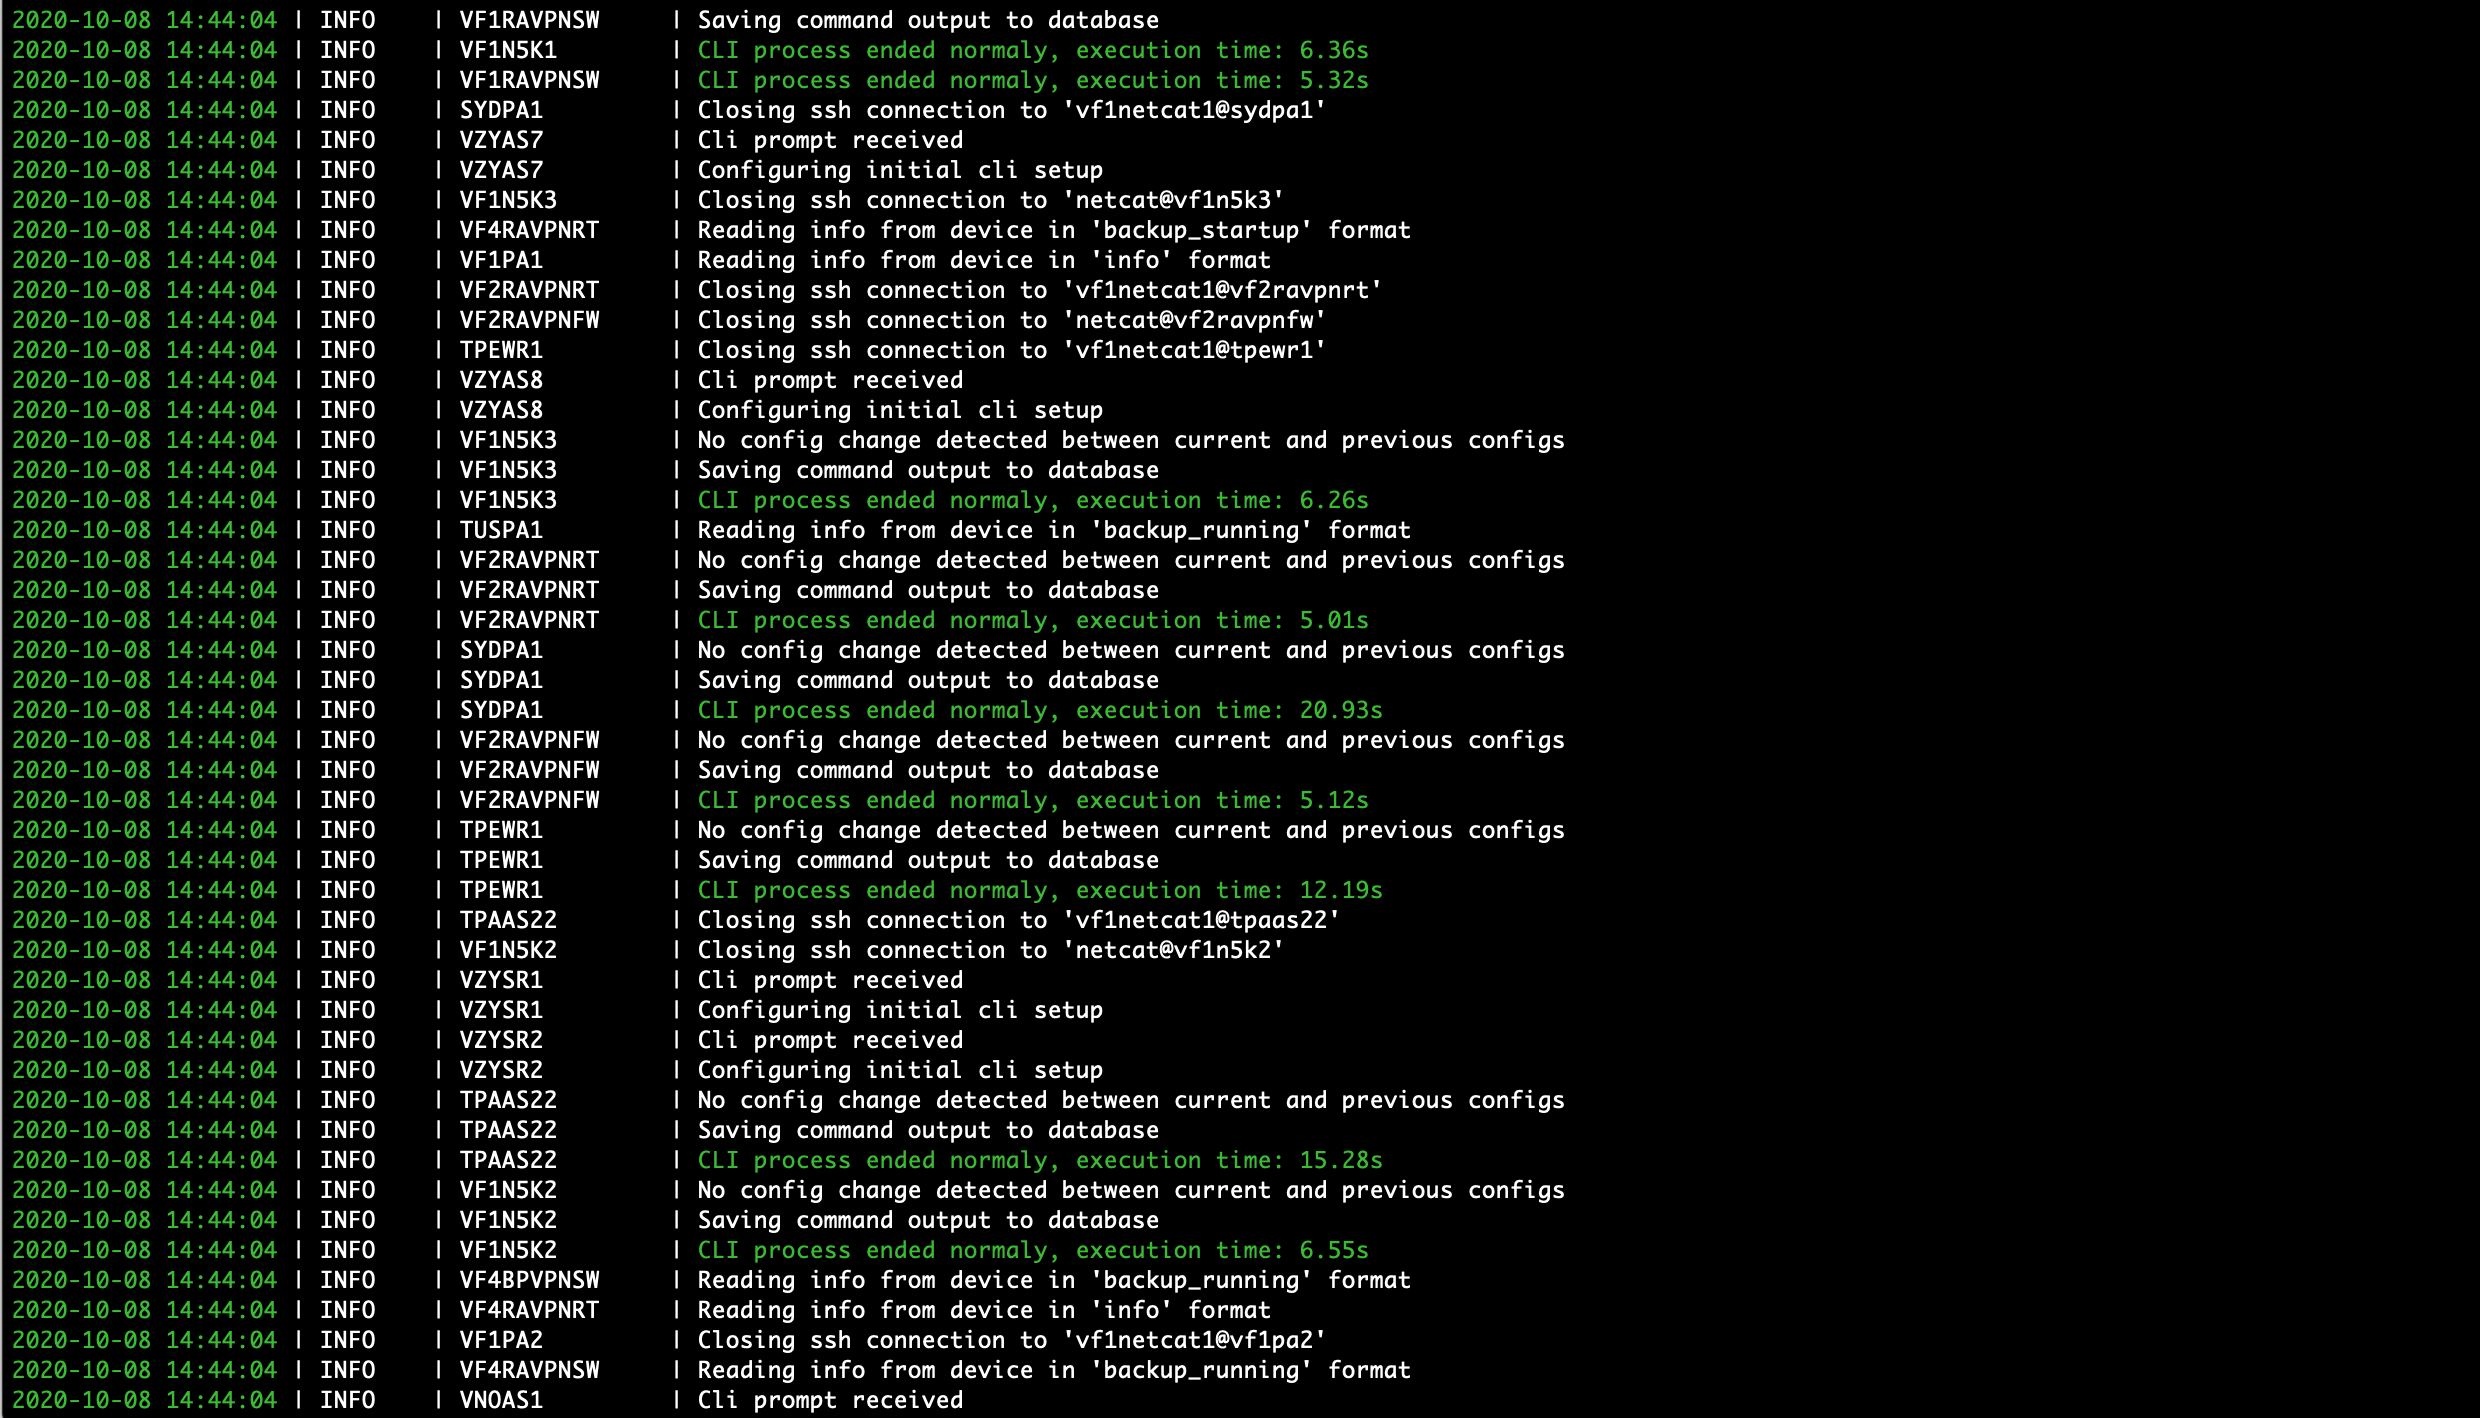 2020-10-08 14:44:04 | INFO    | VF1RAVPNSW     | Saving command output to database
2020-10-08 14:44:04 | INFO    | VF1N5K1        | CLI process ended normaly, execution time: 6.36s
2020-10-08 14:44:04 | INFO    | VF1RAVPNSW     | CLI process ended normaly, execution time: 5.32s
2020-10-08 14:44:04 | INFO    | SYDPA1         | Closing ssh connection to 'vf1netcat1@sydpa1'
2020-10-08 14:44:04 | INFO    | VZYAS7         | Cli prompt received
2020-10-08 14:44:04 | INFO    | VZYAS7         | Configuring initial cli setup
2020-10-08 14:44:04 | INFO    | VF1N5K3        | Closing ssh connection to 'netcat@vf1n5k3'
2020-10-08 14:44:04 | INFO    | VF4RAVPNRT     | Reading info from device in 'backup_startup' format
2020-10-08 14:44:04 | INFO    | VF1PA1         | Reading info from device in 'info' format
2020-10-08 14:44:04 | INFO    | VF2RAVPNRT     | Closing ssh connection to 'vf1netcat1@vf2ravpnrt'
2020-10-08 14:44:04 | INFO    | VF2RAVPNFW     | Closing ssh connection to 'netcat@vf2ravpnfw'
2020-10-08 14:44:04 | INFO    | TPEWR1         | Closing ssh connection to 'vf1netcat1@tpewr1'
2020-10-08 14:44:04 | INFO    | VZYAS8         | Cli prompt received
2020-10-08 14:44:04 | INFO    | VZYAS8         | Configuring initial cli setup
2020-10-08 14:44:04 | INFO    | VF1N5K3        | No config change detected between current and previous configs
2020-10-08 14:44:04 | INFO    | VF1N5K3        | Saving command output to database
2020-10-08 14:44:04 | INFO    | VF1N5K3        | CLI process ended normaly, execution time: 6.26s
2020-10-08 14:44:04 | INFO    | TUSPA1         | Reading info from device in 'backup_running' format
2020-10-08 14:44:04 | INFO    | VF2RAVPNRT     | No config change detected between current and previous configs
2020-10-08 14:44:04 | INFO    | VF2RAVPNRT     | Saving command output to database
2020-10-08 14:44:04 | INFO    | VF2RAVPNRT     | CLI process ended normaly, execution time: 5.01s
2020-10-08 14:44:04 | INFO    | SYDPA1         | No config change detected between current and previous configs
2020-10-08 14:44:04 | INFO    | SYDPA1         | Saving command output to database
2020-10-08 14:44:04 | INFO    | SYDPA1         | CLI process ended normaly, execution time: 20.93s
2020-10-08 14:44:04 | INFO    | VF2RAVPNFW     | No config change detected between current and previous configs
2020-10-08 14:44:04 | INFO    | VF2RAVPNFW     | Saving command output to database
2020-10-08 14:44:04 | INFO    | VF2RAVPNFW     | CLI process ended normaly, execution time: 5.12s
2020-10-08 14:44:04 | INFO    | TPEWR1         | No config change detected between current and previous configs
2020-10-08 14:44:04 | INFO    | TPEWR1         | Saving command output to database
2020-10-08 14:44:04 | INFO    | TPEWR1         | CLI process ended normaly, execution time: 12.19s
2020-10-08 14:44:04 | INFO    | TPAAS22        | Closing ssh connection to 'vf1netcat1@tpaas22'
2020-10-08 14:44:04 | INFO    | VF1N5K2        | Closing ssh connection to 'netcat@vf1n5k2'
2020-10-08 14:44:04 | INFO    | VZYSR1         | Cli prompt received
2020-10-08 14:44:04 | INFO    | VZYSR1         | Configuring initial cli setup
2020-10-08 14:44:04 | INFO    | VZYSR2         | Cli prompt received
2020-10-08 14:44:04 | INFO    | VZYSR2         | Configuring initial cli setup
2020-10-08 14:44:04 | INFO    | TPAAS22        | No config change detected between current and previous configs
2020-10-08 14:44:04 | INFO    | TPAAS22        | Saving command output to database
2020-10-08 14:44:04 | INFO    | TPAAS22        | CLI process ended normaly, execution time: 15.28s
2020-10-08 14:44:04 | INFO    | VF1N5K2        | No config change detected between current and previous configs
2020-10-08 14:44:04 | INFO    | VF1N5K2        | Saving command output to database
2020-10-08 14:44:04 | INFO    | VF1N5K2        | CLI process ended normaly, execution time: 6.55s
2020-10-08 14:44:04 | INFO    | VF4BPVPNSW     | Reading info from device in 'backup_running' format
2020-10-08 14:44:04 | INFO    | VF4RAVPNRT     | Reading info from device in 'info' format
2020-10-08 14:44:04 | INFO    | VF1PA2         | Closing ssh connection to 'vf1netcat1@vf1pa2'
2020-10-08 14:44:04 | INFO    | VF4RAVPNSW     | Reading info from device in 'backup_running' format
2020-10-08 14:44:04 | INFO    | VNOAS1         | Cli prompt received